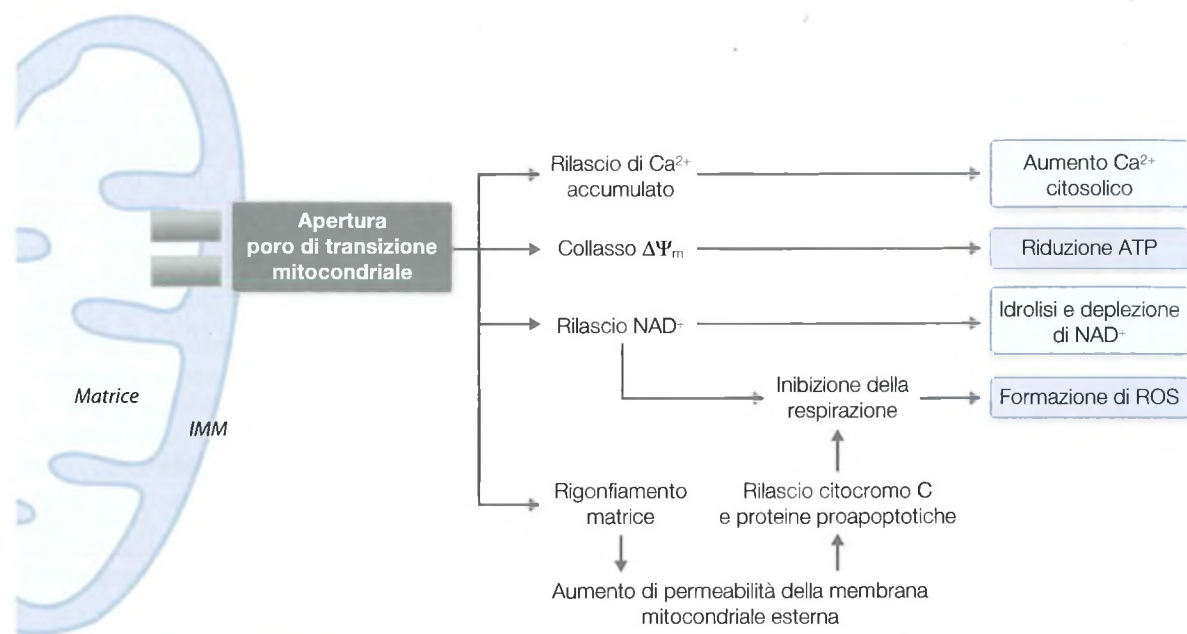 Rilascio di Ca²⁺
accumulato
Aumento Ca²⁺
citosolico
Apertura
poro di transizione
mitocondriale
Collasso ΔΨm
Riduzione ATP
Rilascio NAD⁺
Idrolisi e deplezione
di NAD⁺
Matrice
IMM
Inibizione della
respirazione
Formazione di ROS
Rigonfiamento
matrice
Rilascio citocromo C
e proteine proapoptotiche
Aumento di permeabilità della membrana
mitocondriale esterna